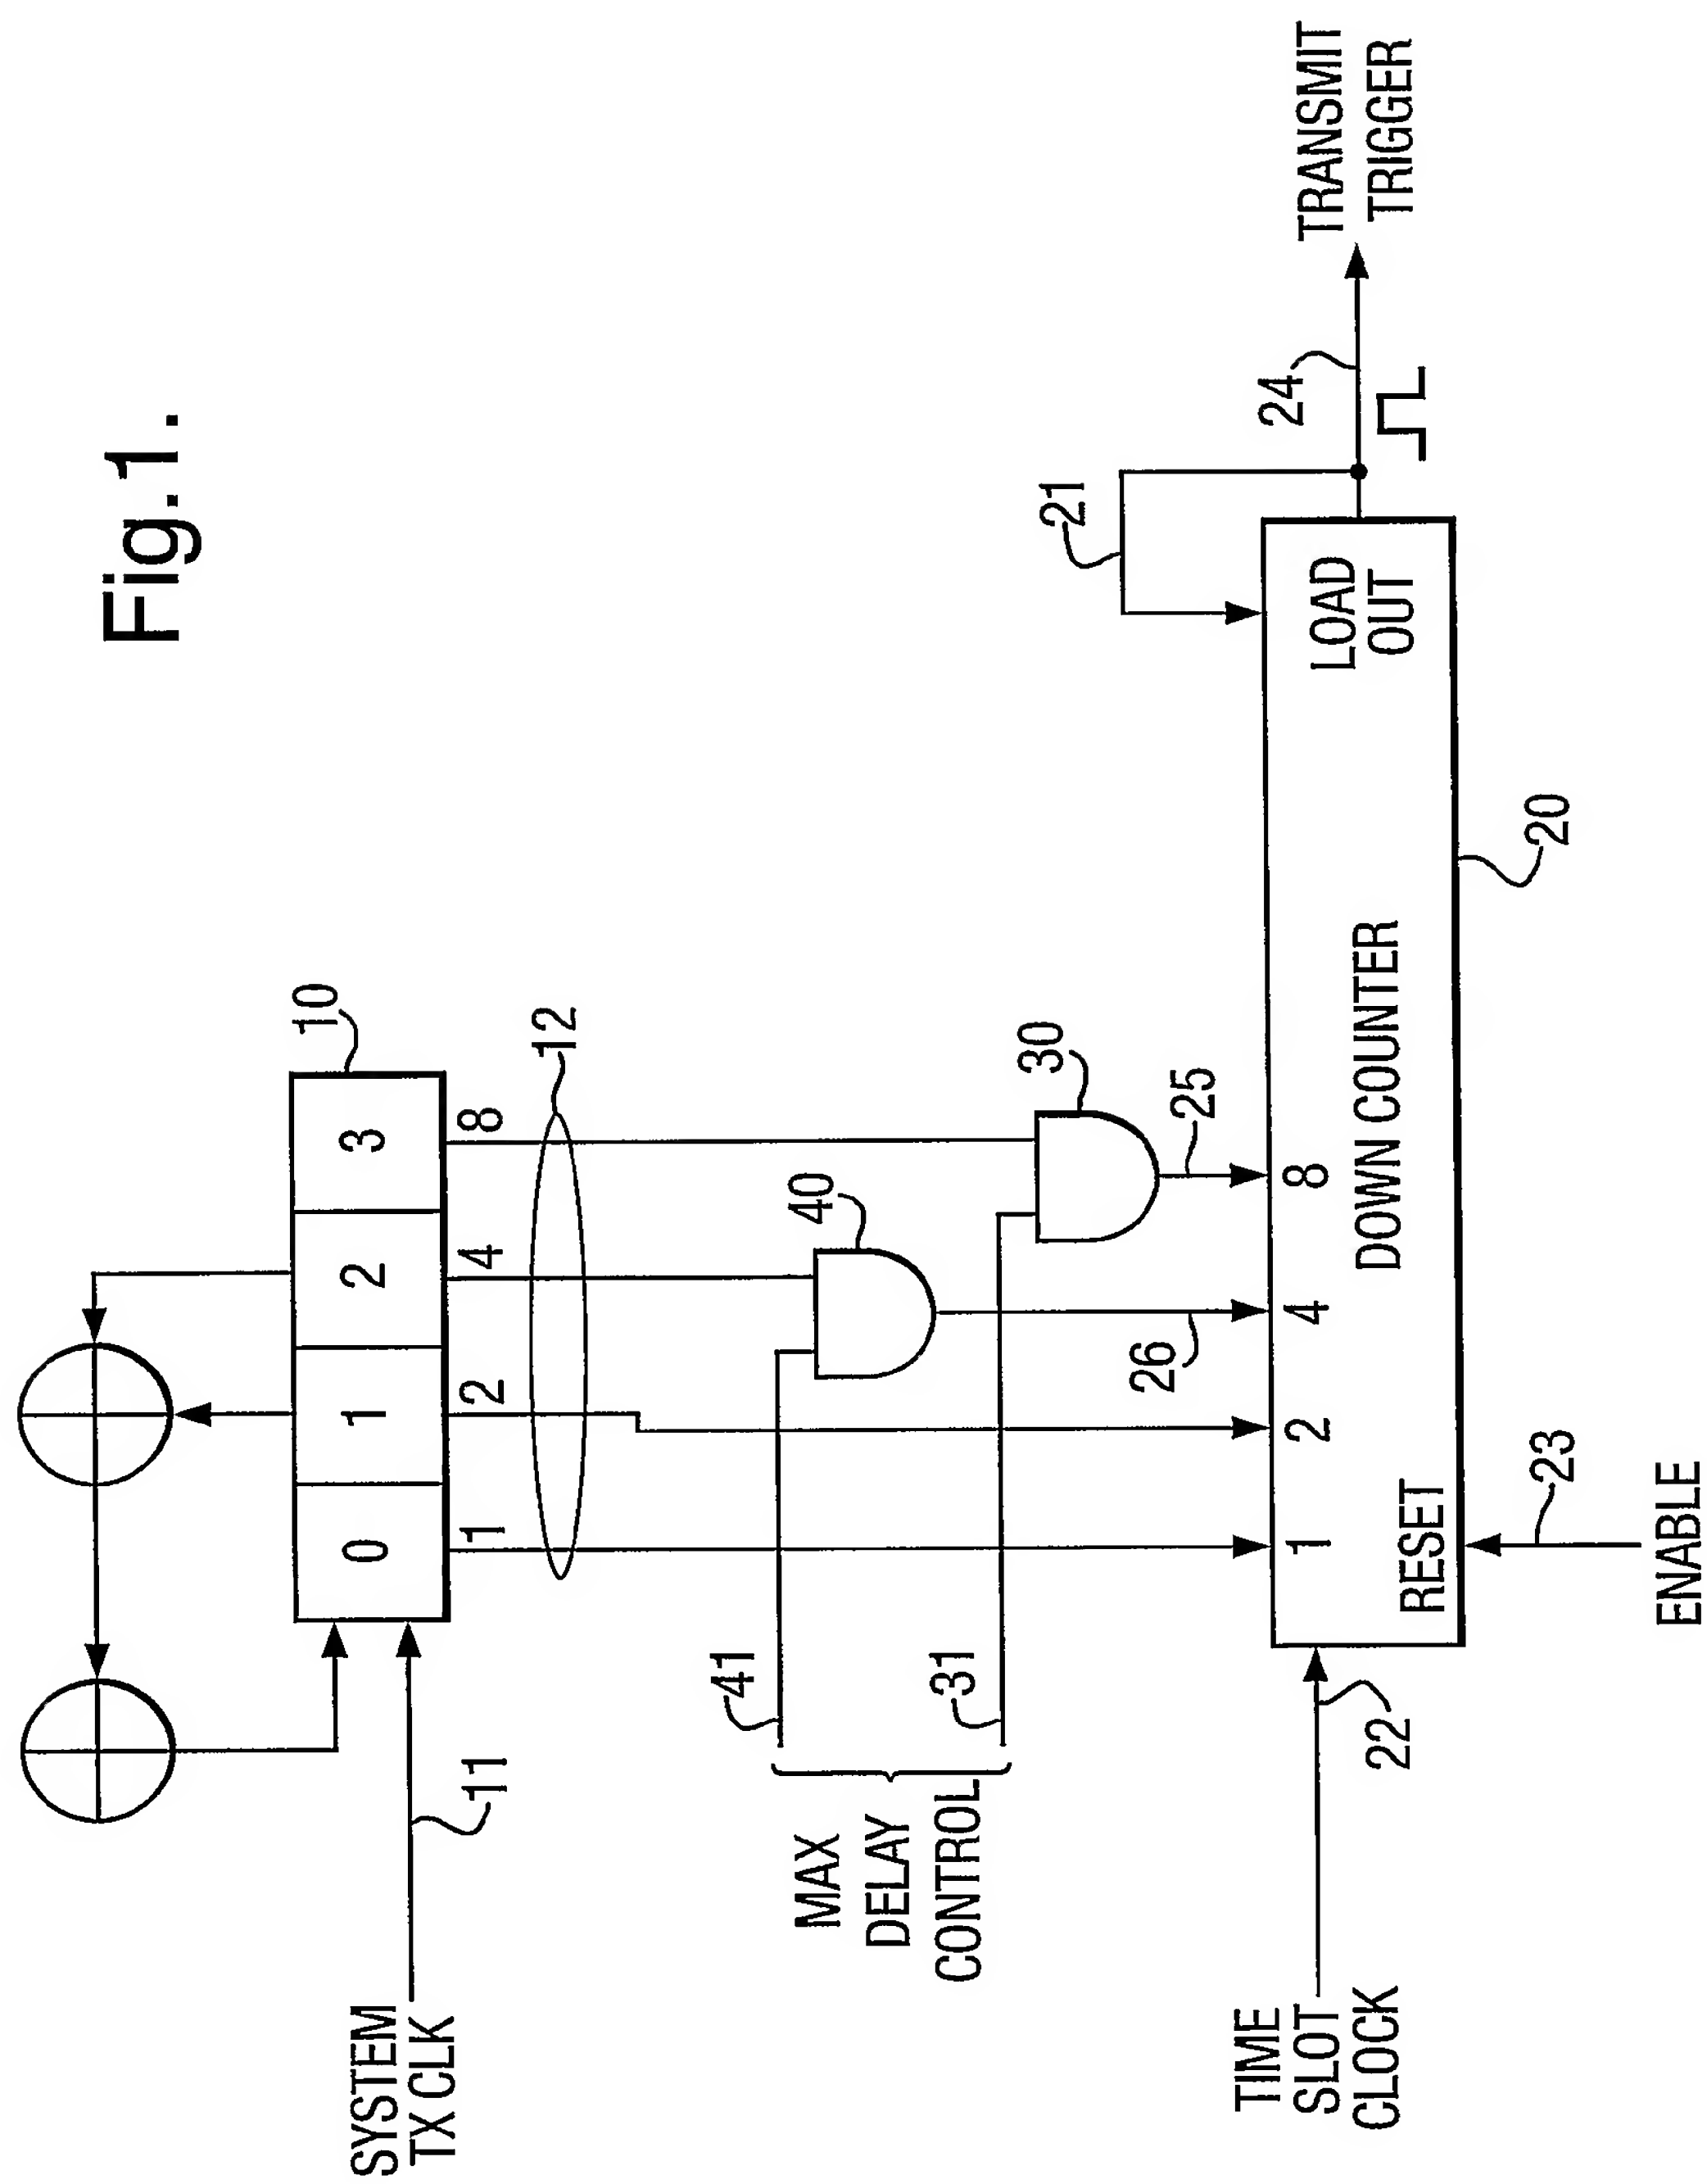 Fig.1.
10
0 1 2 3
SYSTEM
TX CLK
11
1 2 4 8
12
41
40
MAX
DELAY
CONTROL
31
30
26
25
21
24
TRANSMIT
TRIGGER
TIME
SLOT
CLOCK
22
1 2 4 8
DOWN COUNTER
LOAD
OUT
RESET
23
20
ENABLE